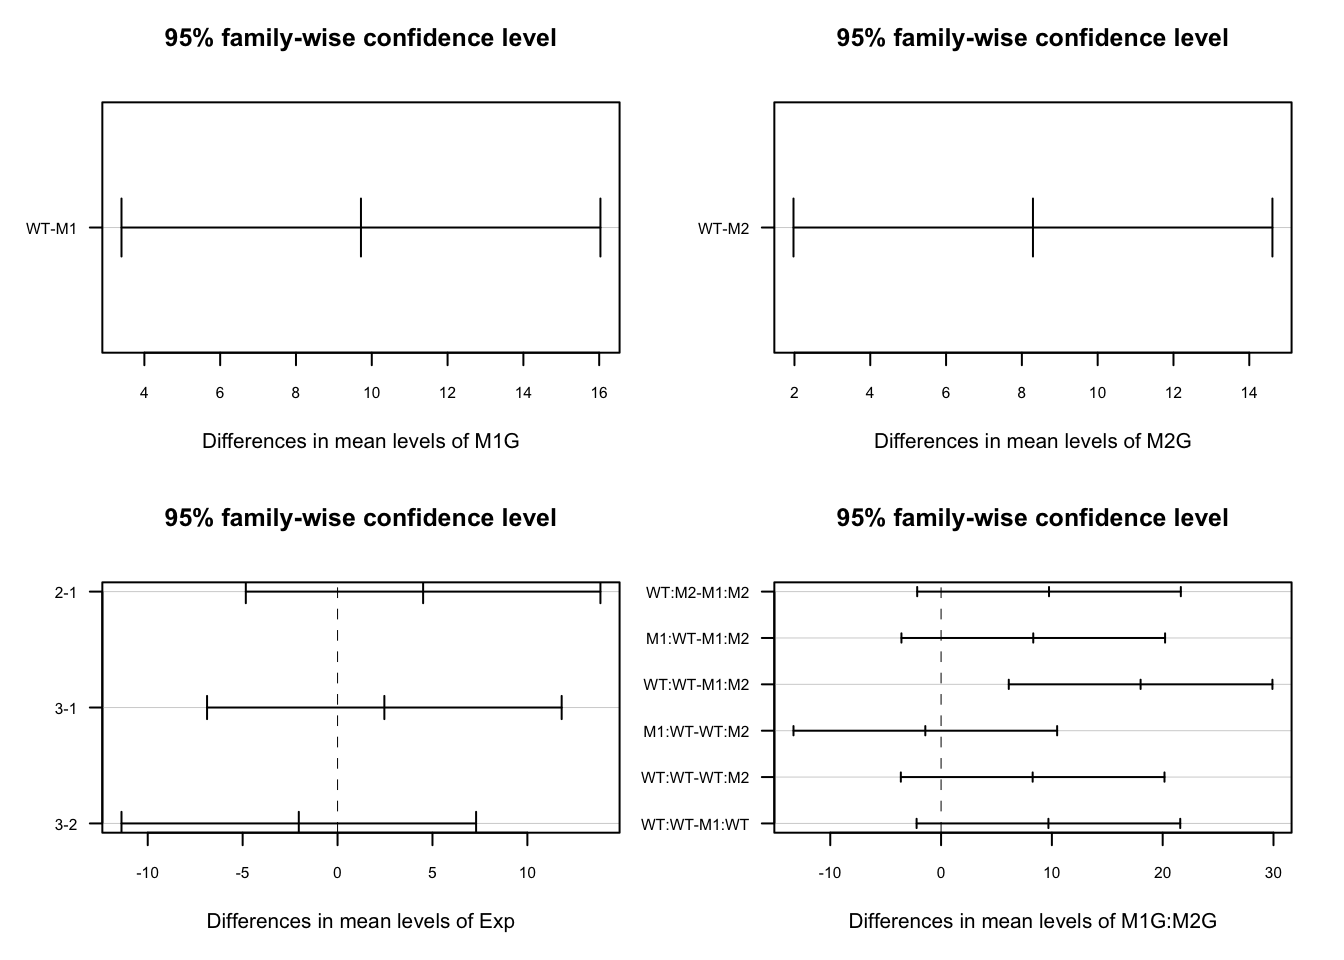 95% family-wise confidence level
WT-M1
4 6 8 10 12 14 16
Differences in mean levels of M1G
95% family-wise confidence level
WT-M2
2 4 6 8 10 12 14
Differences in mean levels of M2G
95% family-wise confidence level
2-1
3-1
3-2
-10 -5 0 5 10
Differences in mean levels of Exp
95% family-wise confidence level
WT:M2-M1:M2
M1:WT-M1:M2
WT:WT-M1:M2
M1:WT-WT:M2
WT:WT-WT:M2
WT:WT-M1:WT
-10 0 10 20 30
Differences in mean levels of M1G:M2G